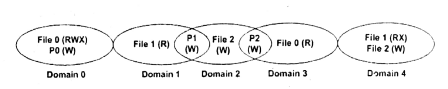 File 0 (RWX)
P0 (W)
File 1 (R)
P1
(W)
File 2
(W)
P2
(W)
File 0 (R)
File 1 (RX)
File 2 (W)
Domain 0
Domain 1
Domain 2
Domain 3
Domain 4